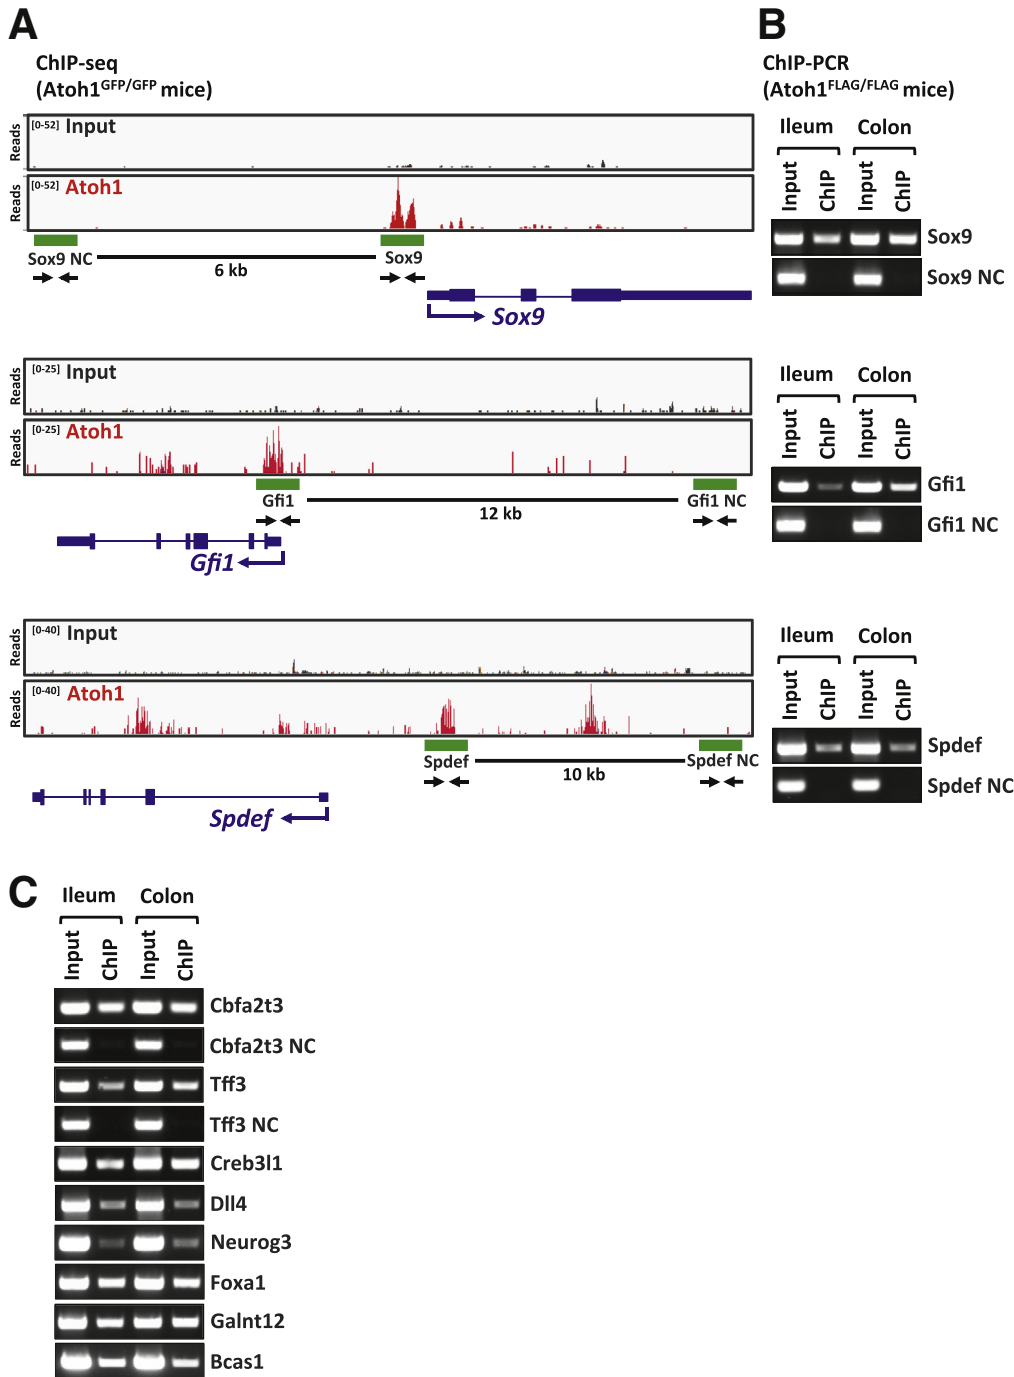 A
B
ChIP-seq
(Atoh1GFP/GFP mice)
ChIP-PCR
(Atoh1FLAG/FLAG mice)
Reads
[0-52] Input
Reads
[0-52] Atoh1
Sox9 NC
6 kb
Sox9
Sox9
Ileum Colon
Input ChIP Input ChIP
Sox9
Sox9 NC
Reads
[0-25] Input
Reads
[0-25] Atoh1
Gfi1
12 kb
Gfi1 NC
Gfi1
Ileum Colon
Input ChIP Input ChIP
Gfi1
Gfi1 NC
Reads
[0-40] Input
Reads
[0-40] Atoh1
Spdef
10 kb
Spdef NC
Spdef
Ileum Colon
Input ChIP Input ChIP
Spdef
Spdef NC
C
Ileum Colon
Input ChIP Input ChIP
Cbfa2t3
Cbfa2t3 NC
Tff3
Tff3 NC
Creb3l1
Dll4
Neurog3
Foxa1
Galnt12
Bcas1